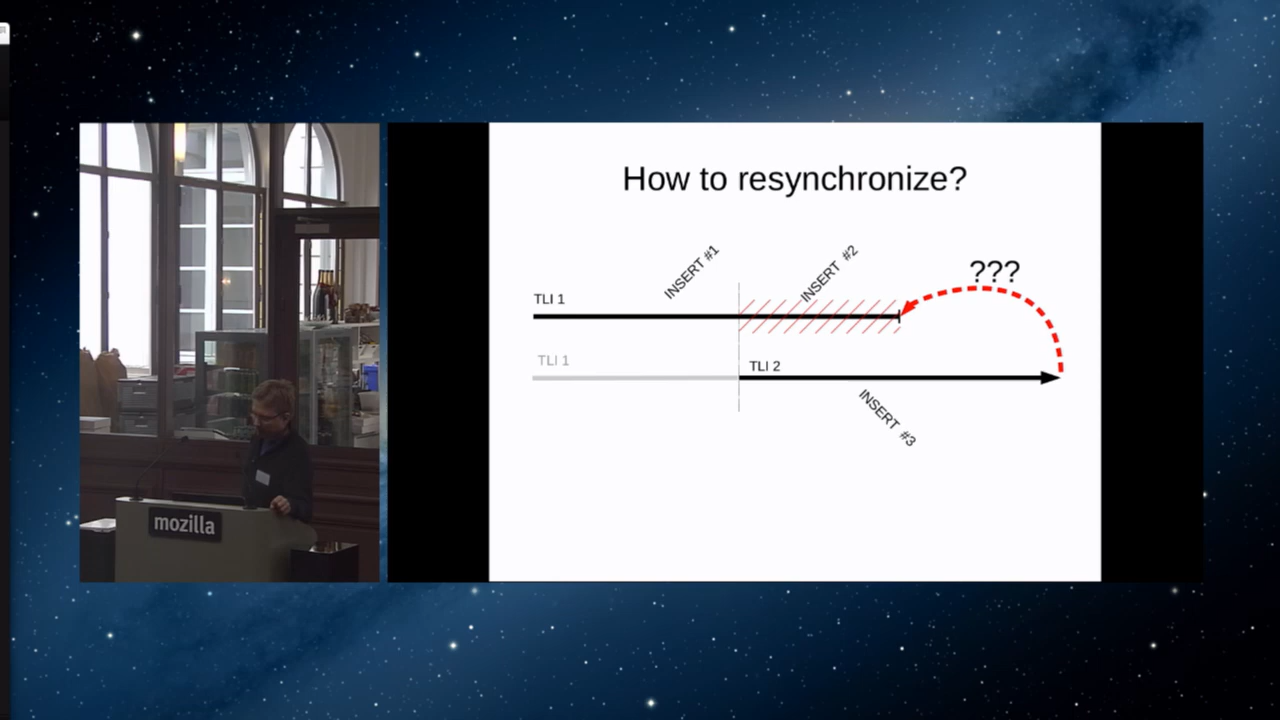 How to resynchronize?
INSERT #1
INSERT #2
???
TLI 1
TLI 1
TLI 2
INSERT #3
mozilla